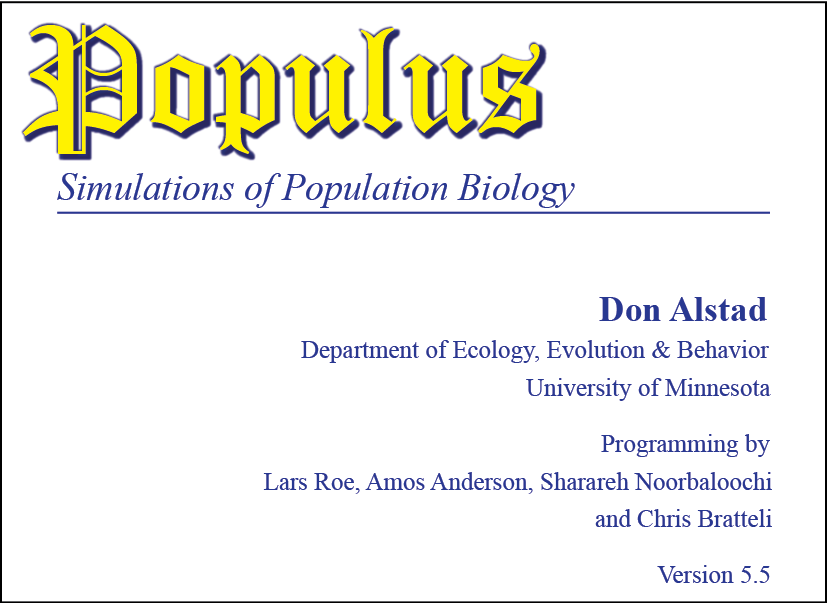 Populus
Simulations of Population Biology
Don Alstad
Department of Ecology, Evolution & Behavior
University of Minnesota
Programming by
Lars Roe, Amos Anderson, Sharareh Noorbaloochi
and Chris Bratteli
Version 5.5